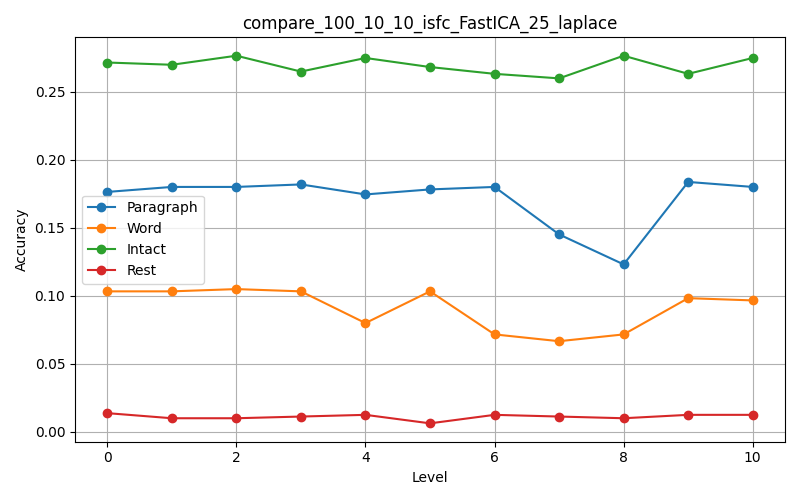 compare_100_10_10_isfc_FastICA_25_laplace
Accuracy
0.25
0.20
0.15
0.10
0.05
0.00
Paragraph
Word
Intact
Rest
0 2 4 6 8 10
Level